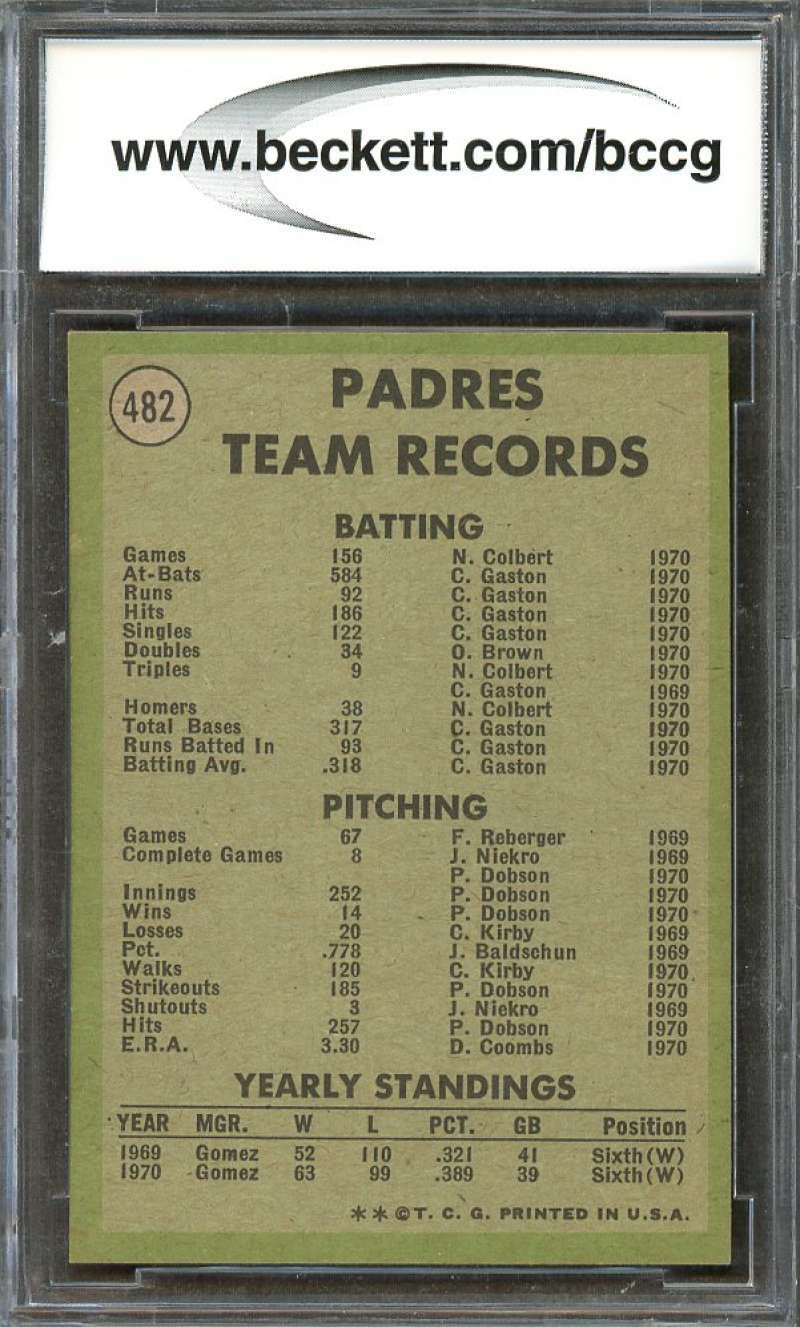 www.beckett.com/bccg
482
PADRES
TEAM RECORDS
BATTING
Games 156 N. Colbert 1970
At-Bats 584 C. Gaston 1970
Runs 92 C. Gaston 1970
Hits 186 C. Gaston 1970
Singles 122 C. Gaston 1970
Doubles 34 O. Brown 1970
Triples 9 N. Colbert 1970
C. Gaston 1969
Homers 38 N. Colbert 1970
Total Bases 317 C. Gaston 1970
Runs Batted In 93 C. Gaston 1970
Batting Avg. .318 C. Gaston 1970
PITCHING
Games 67 F. Reberger 1969
Complete Games 8 J. Niekro 1969
P. Dobson 1970
Innings 252 P. Dobson 1970
Wins 14 P. Dobson 1970
Losses 20 C. Kirby 1969
Pct. .778 J. Baldschun 1969
Walks 120 C. Kirby 1970
Strikeouts 185 P. Dobson 1970
Shutouts 3 J. Niekro 1969
Hits 257 P. Dobson 1970
E.R.A. 3.30 D. Coombs 1970
YEARLY STANDINGS
YEAR MGR. W L PCT. GB Position
1969 Gomez 52 110 .321 41 Sixth(W)
1970 Gomez 63 99 .389 39 Sixth(W)
** ©T. C. G. PRINTED IN U.S.A.